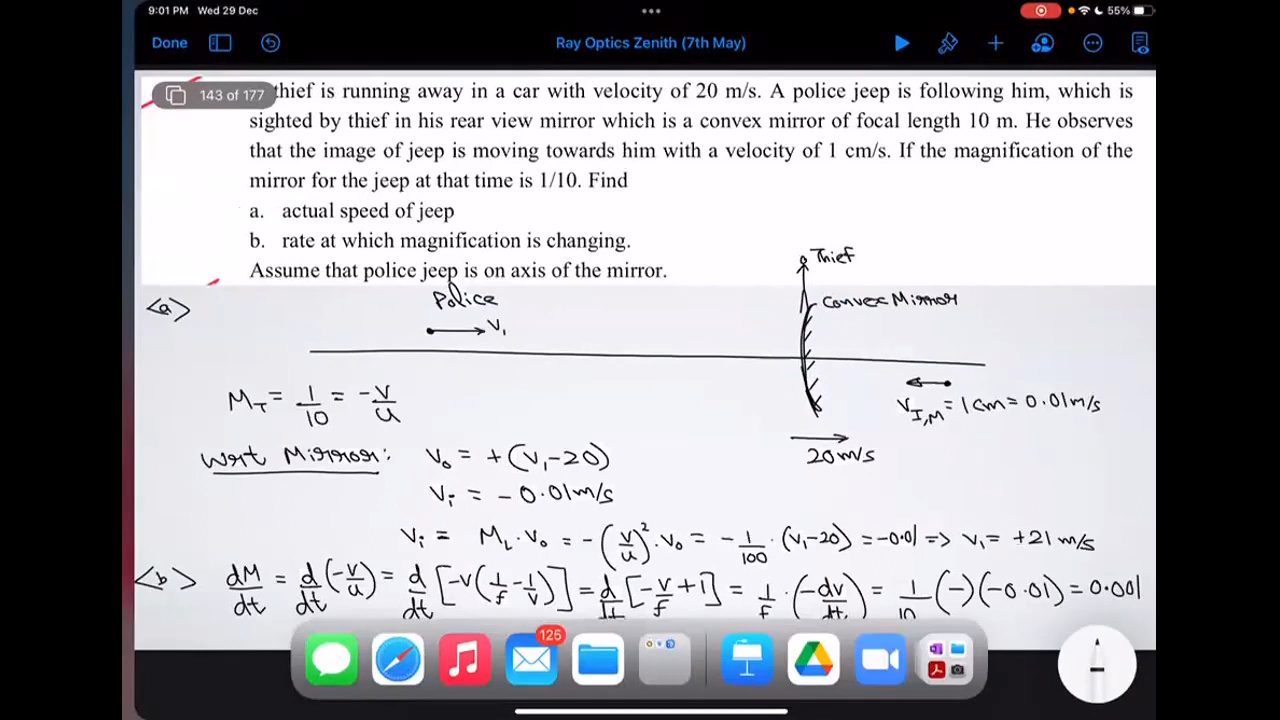 9:01 PM Wed 29 Dec
55%
Done
Ray Optics Zenith (7th May)
143 of 177
thief is running away in a car with velocity of 20 m/s. A police jeep is following him, which is
sighted by thief in his rear view mirror which is a convex mirror of focal length 10 m. He observes
that the image of jeep is moving towards him with a velocity of 1 cm/s. If the magnification of the
mirror for the jeep at that time is 1/10. Find
a. actual speed of jeep
b. rate at which magnification is changing.
Assume that police jeep is on axis of the mirror.
Thief
<a>
Police
Convex Mirror
V₁
V_I,M = 1cm = 0.01m/s
M_T = 1/10 = -V/u
20 m/s
Wrt Mirror: V₀ = +(V₁-20)
Vᵢ = -0.01m/s
Vᵢ = M_L · V₀ = -(V/u)² · V₀ = -1/100 · (V₁-20) = -0.01 => V₁ = +21 m/s
<b> dM/dt = d/dt(-V/u) = d/dt[-V(1/f - 1/V)] = d/dt[-V/f + 1] = 1/f · (-dV/dt) = 1/10 (-)(-0.01) = 0.001
125